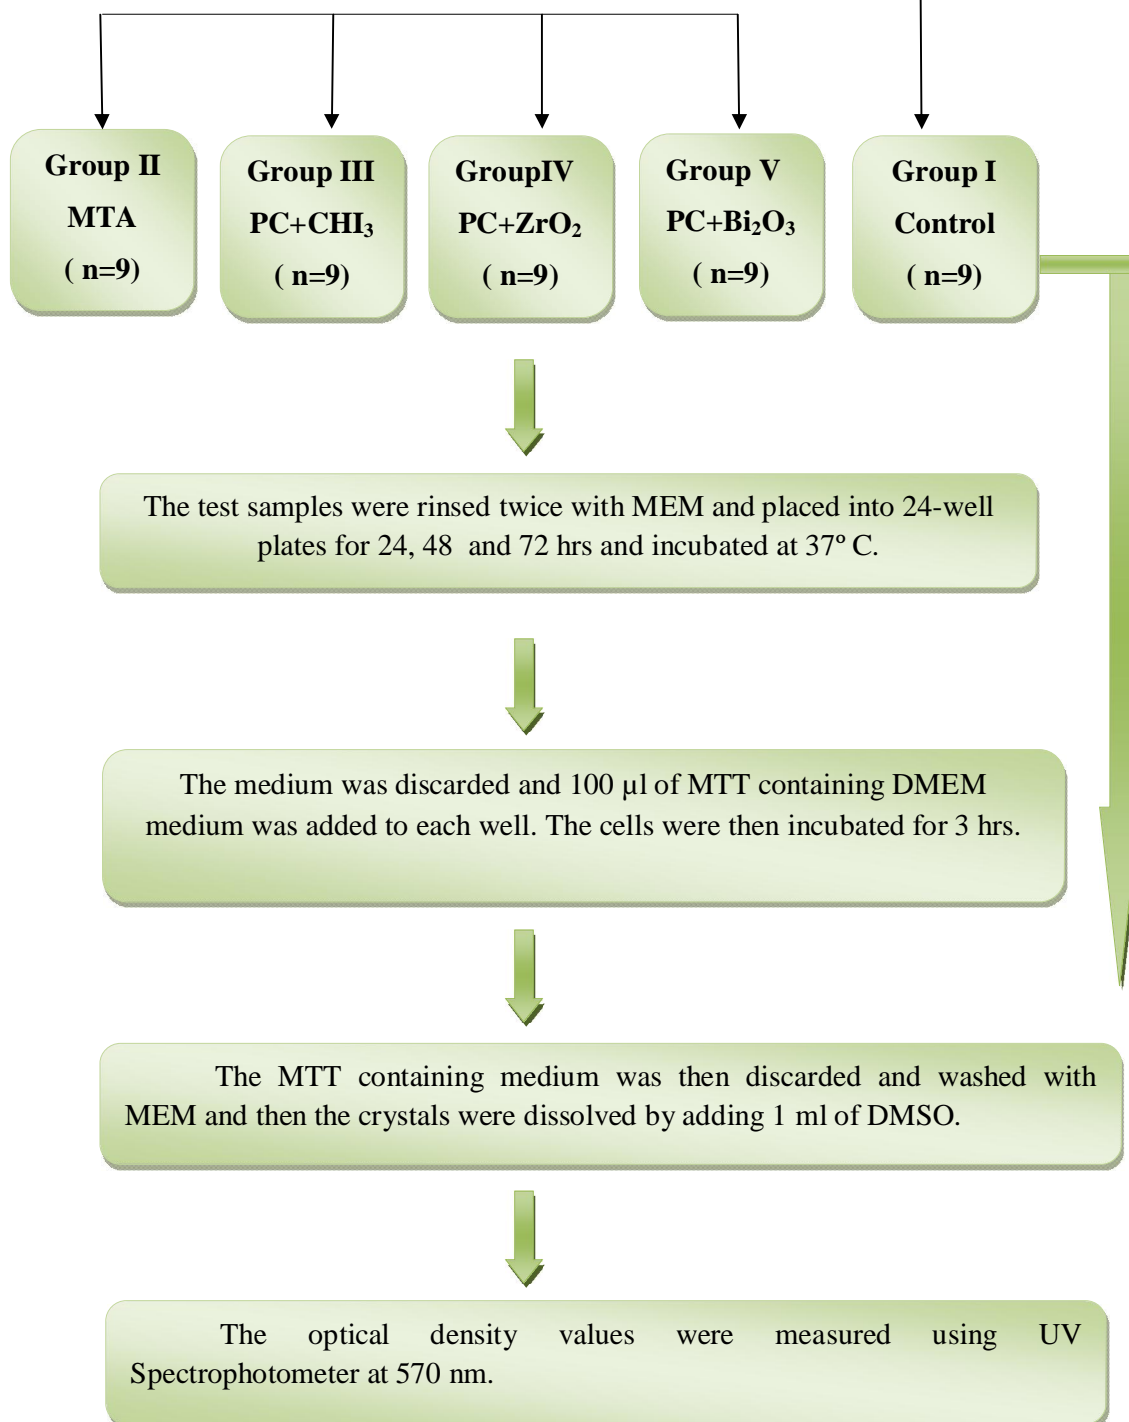 Group II
MTA
( n=9)
Group III
PC+CHI₃
( n=9)
GroupIV
PC+ZrO₂
( n=9)
Group V
PC+Bi₂O₃
( n=9)
Group I
Control
( n=9)
The test samples were rinsed twice with MEM and placed into 24-well
plates for 24, 48 and 72 hrs and incubated at 37º C.
The medium was discarded and 100 µl of MTT containing DMEM
medium was added to each well. The cells were then incubated for 3 hrs.
The MTT containing medium was then discarded and washed with
MEM and then the crystals were dissolved by adding 1 ml of DMSO.
The optical density values were measured using UV
Spectrophotometer at 570 nm.